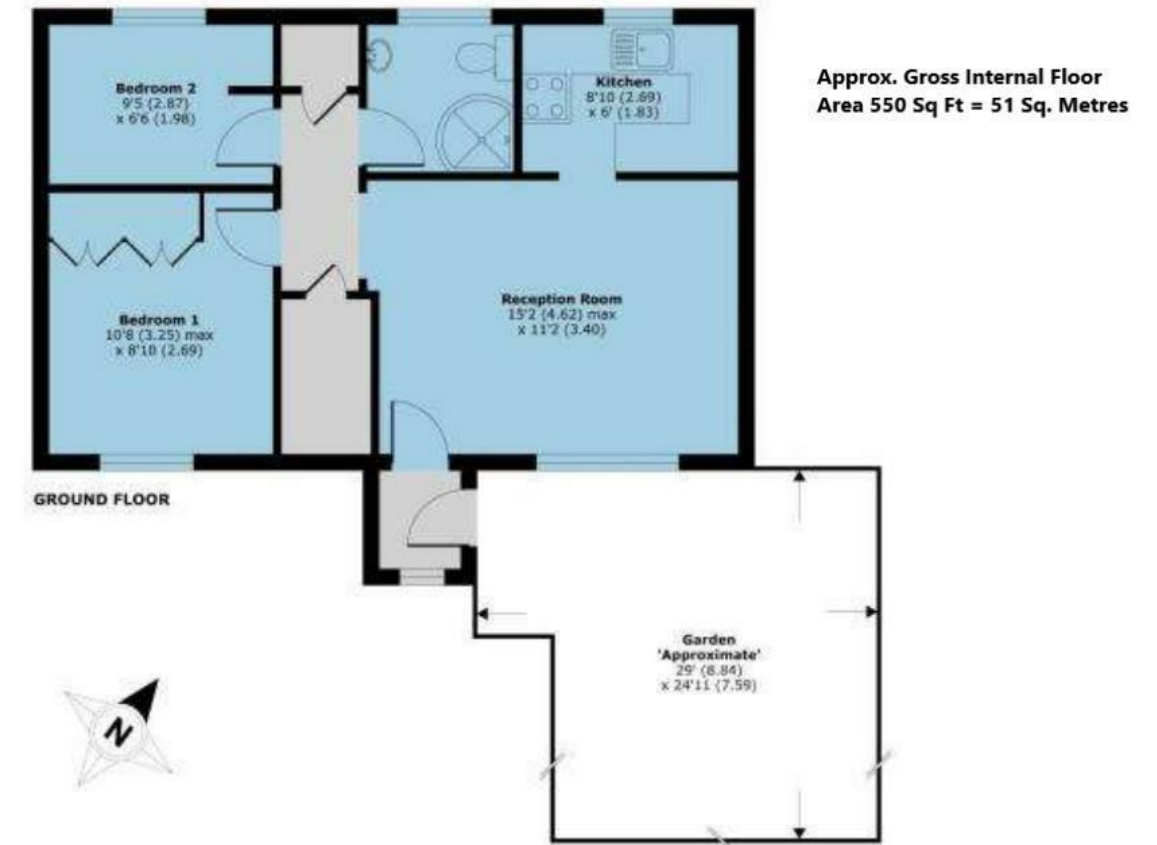 Bedroom 2
9'5 (2.87)
x 6'6 (1.98)
Kitchen
8'10 (2.69)
x 6' (1.83)
Approx. Gross Internal Floor
Area 550 Sq Ft = 51 Sq. Metres
Bedroom 1
10'8 (3.25) max
x 8'10 (2.69)
Reception Room
15'2 (4.62) max
x 11'2 (3.40)
GROUND FLOOR
Garden
'Approximate'
29' (8.84)
x 24'11 (7.59)
N